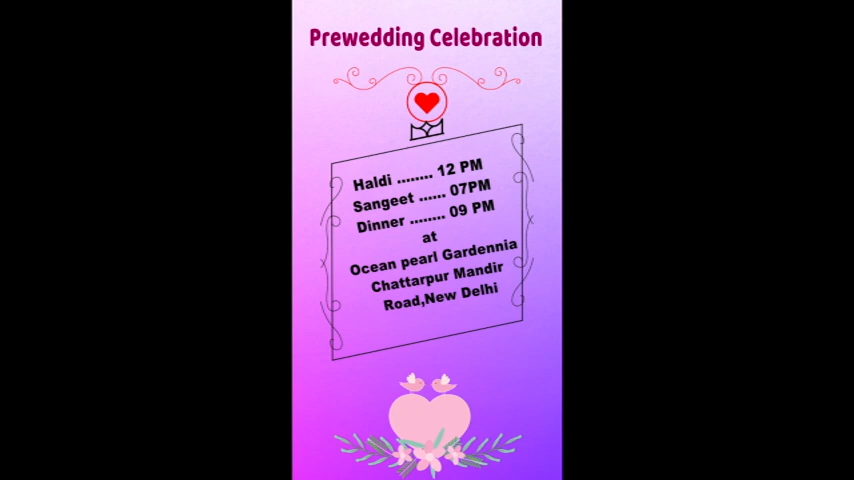 Prewedding Celebration
Haldi ........ 12 PM
Sangeet ...... 07PM
Dinner ........ 09 PM
at
Ocean pearl Gardennia
Chattarpur Mandir
Road,New Delhi